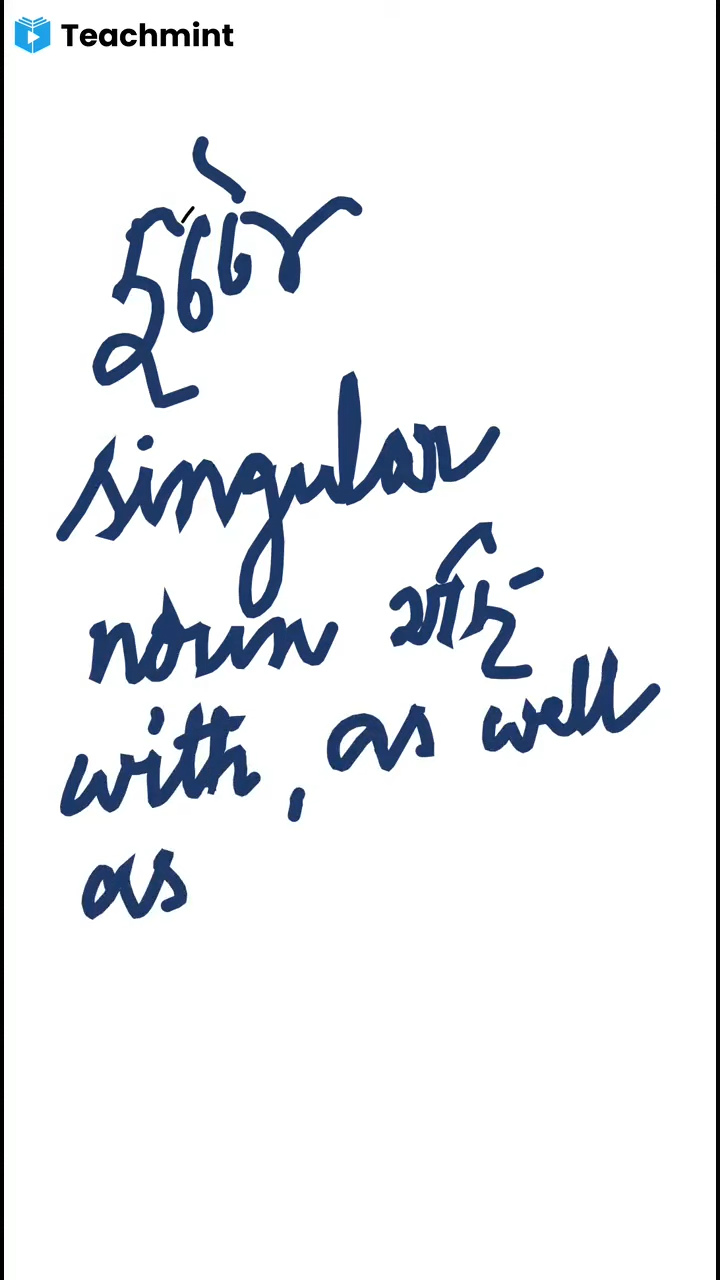 Teachmint
singular
noun
with, as well
as